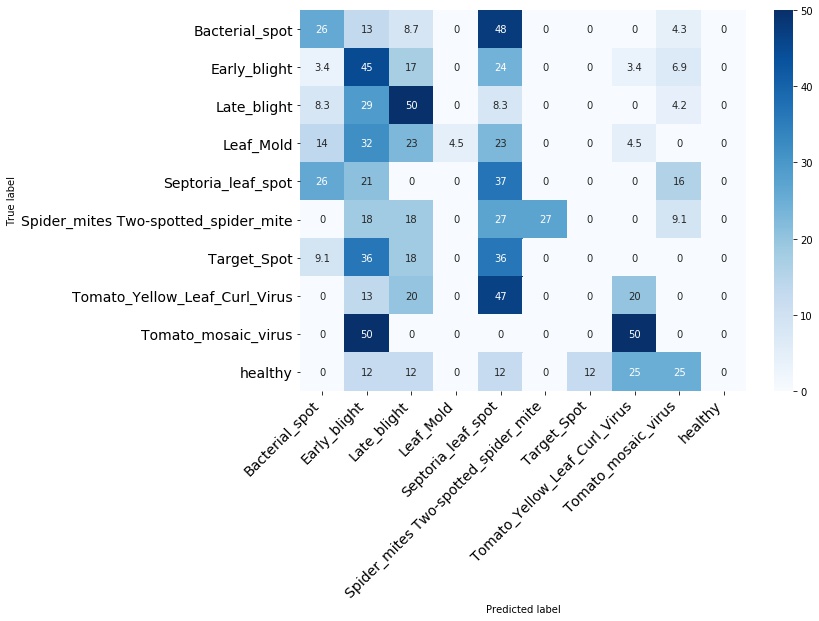 Bacterial_spot 26 13 8.7 0 48 0 0 0 4.3 0
Early_blight 3.4 45 17 0 24 0 0 3.4 6.9 0
Late_blight 8.3 29 50 0 8.3 0 0 0 4.2 0
Leaf_Mold 14 32 23 4.5 23 0 0 4.5 0 0
Septoria_leaf_spot 26 21 0 0 37 0 0 0 16 0
Spider_mites Two-spotted_spider_mite 0 18 18 0 27 27 0 0 9.1 0
Target_Spot 9.1 36 18 0 36 0 0 0 0 0
Tomato_Yellow_Leaf_Curl_Virus 0 13 20 0 47 0 0 20 0 0
Tomato_mosaic_virus 0 50 0 0 0 0 0 50 0 0
healthy 0 12 12 0 12 0 12 25 25 0
True label
Bacterial_spot
Early_blight
Late_blight
Leaf_Mold
Septoria_leaf_spot
Spider_mites Two-spotted_spider_mite
Target_Spot
Tomato_Yellow_Leaf_Curl_Virus
Tomato_mosaic_virus
healthy
Predicted label
50
40
30
20
10
0